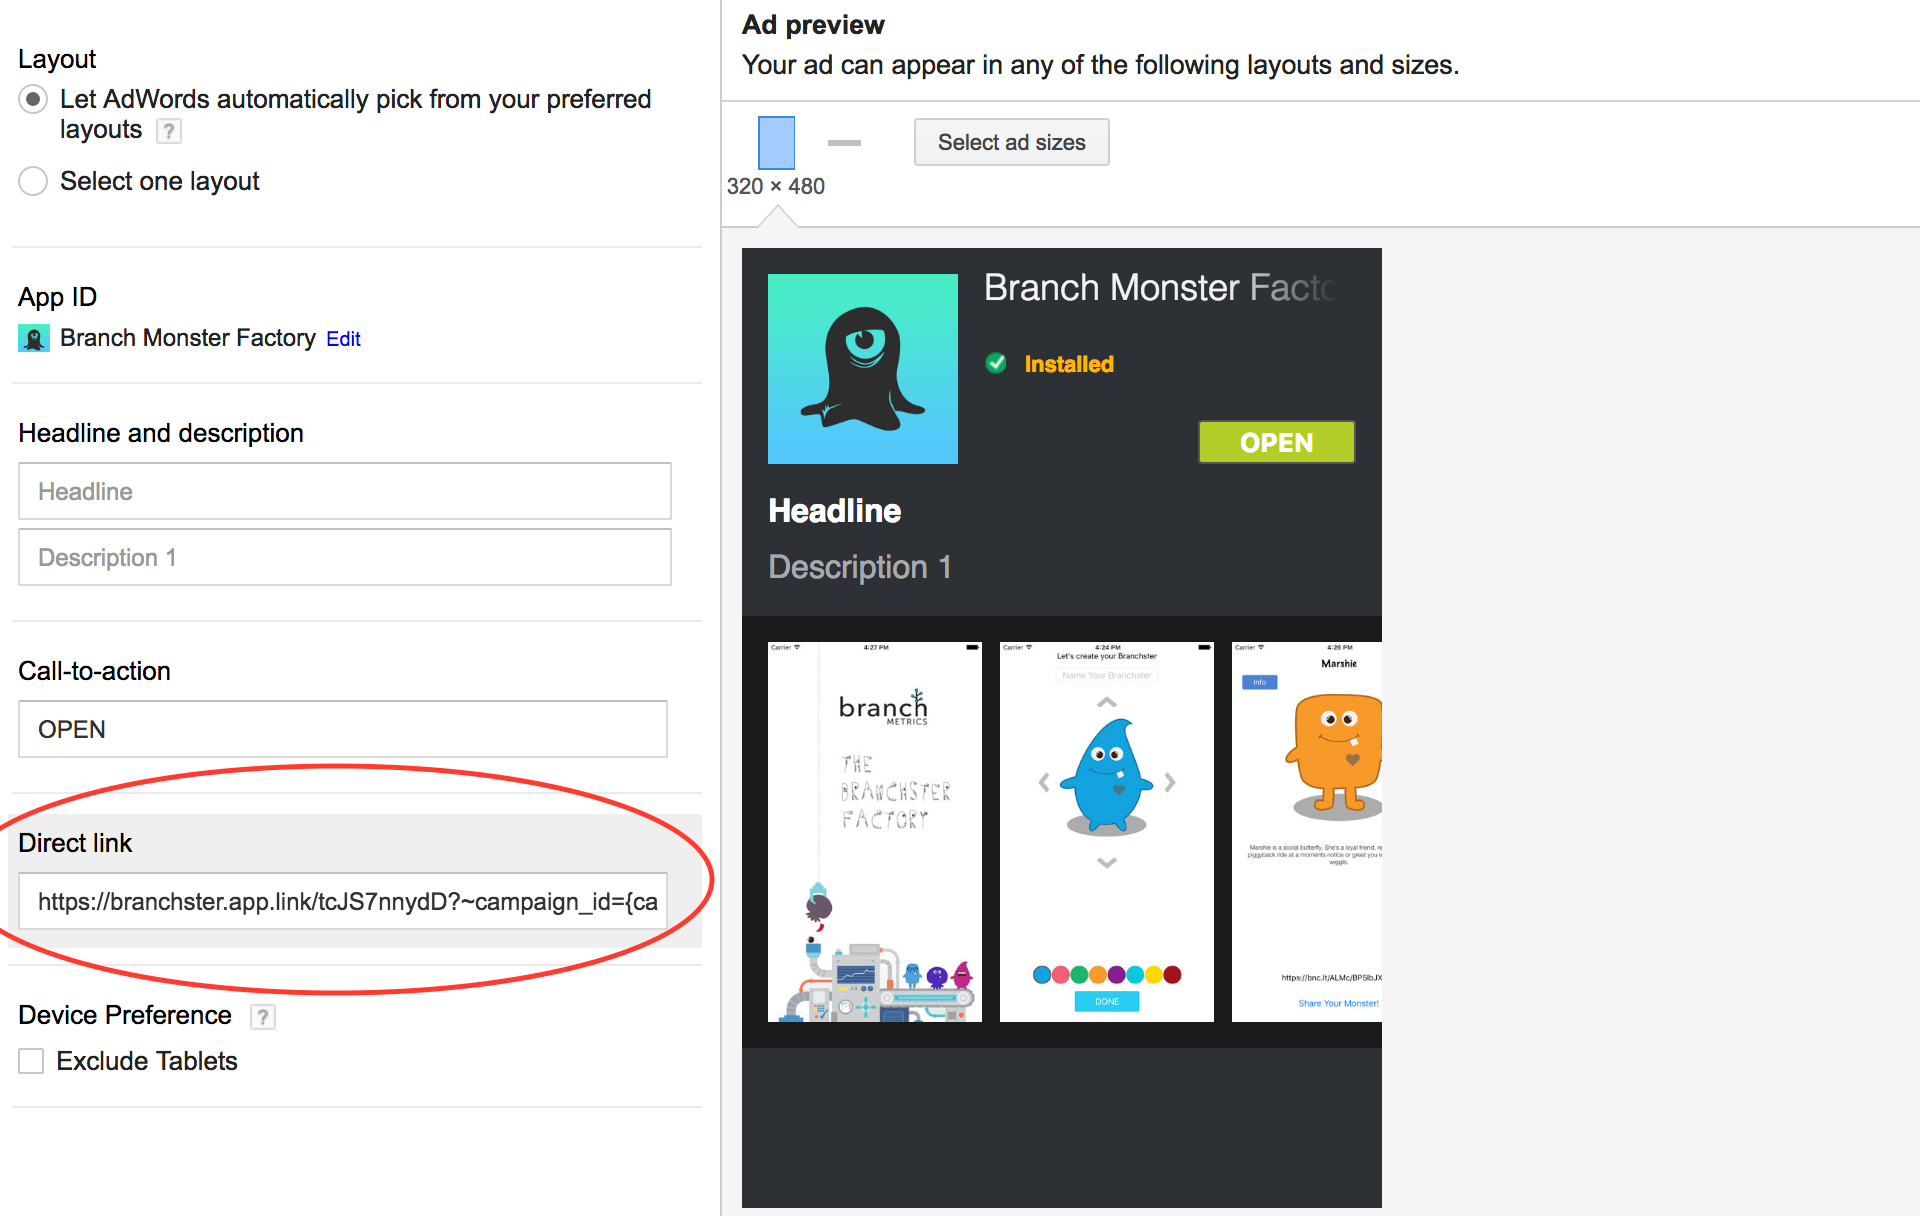 Layout
Let AdWords automatically pick from your preferred
layouts ?
Select one layout
App ID
Branch Monster Factory Edit
Headline and description
Headline
Description 1
Call-to-action
OPEN
Direct link
https://branchster.app.link/tcJS7nnydD?~campaign_id={ca
Device Preference ?
Exclude Tablets
Ad preview
Your ad can appear in any of the following layouts and sizes.
Select ad sizes
320 × 480
Branch Monster Facto
Installed
OPEN
Headline
Description 1
Carrier 4:27 PM
branch
METRICS
THE
BRANCHSTER
FACTORY
Carrier 4:24 PM
Let's create your Branchster
Name Your Branchster
DONE
Carrier 4:26 PM
Marshie
Info
Marshie is a social butterfly. She's a loyal friend, re
piggyback ride at a moments notice or greet you w
wiggle.
https://bnc.lt/ALMc/BP5lbJX
Share Your Monster!